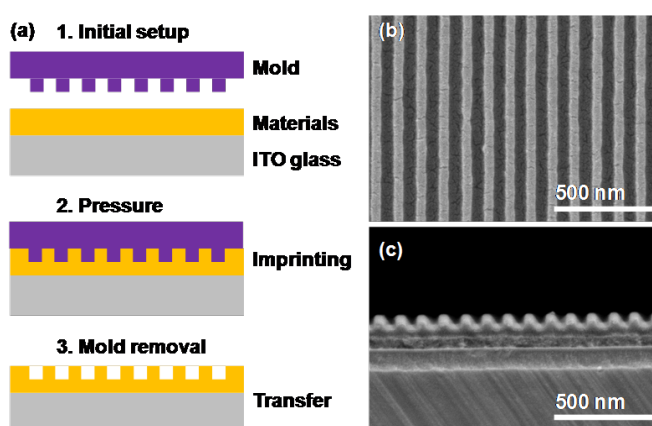 (a)
1. Initial setup
Mold
Materials
ITO glass
2. Pressure
Imprinting
3. Mold removal
Transfer
(b)
500 nm
(c)
500 nm